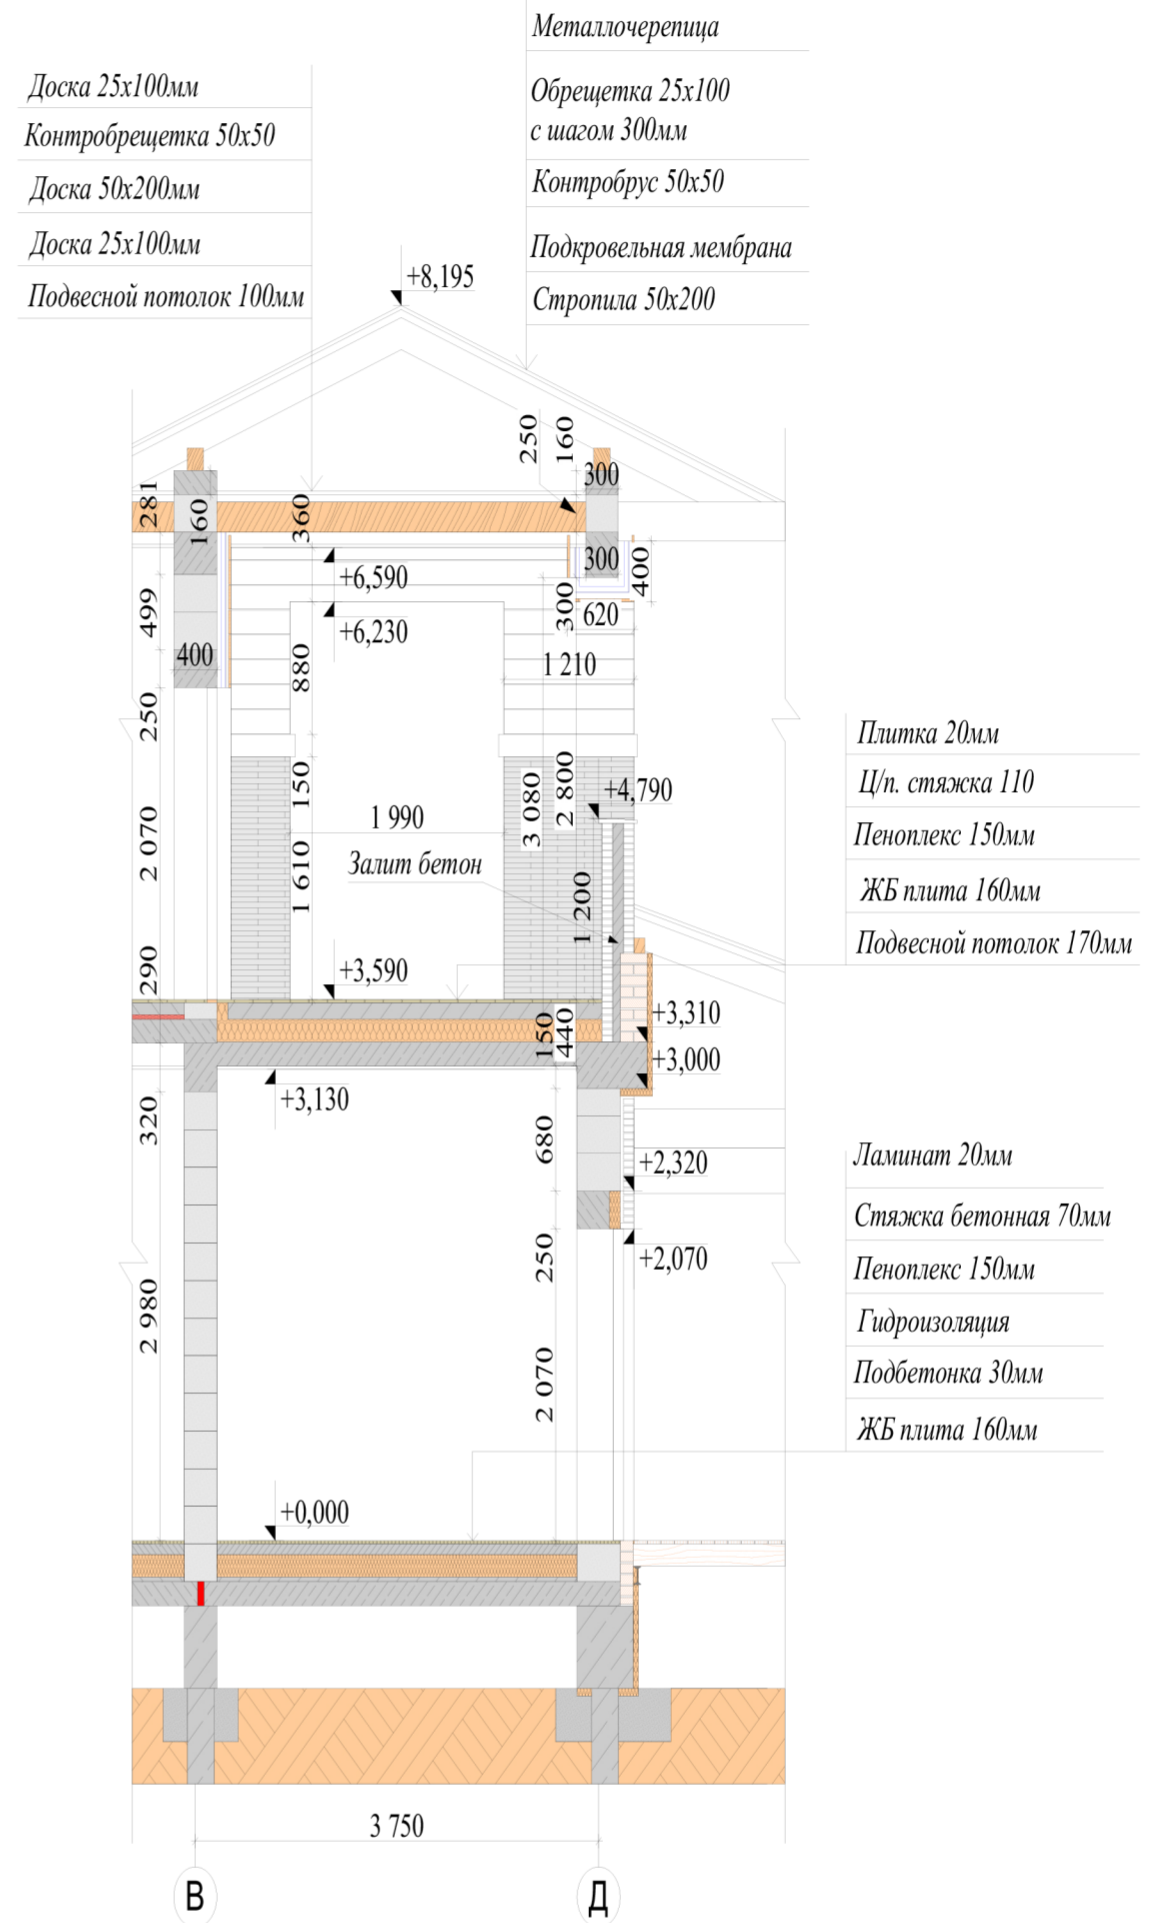 Металлочерепица
Обрещетка 25х100
с шагом 300мм
Контробрус 50х50
Подкровельная мембрана
Стропила 50х200
Доска 25х100мм
Контробрещетка 50х50
Доска 50х200мм
Доска 25х100мм
Подвесной потолок 100мм
+8,195
250
160
300
281
160
360
300
+6,590
400
499
300
620
+6,230
400
880
1 210
250
Плитка 20мм
Ц/п. стяжка 110
Пеноплекс 150мм
ЖБ плита 160мм
Подвесной потолок 170мм
150
3 080
2 800
+4,790
2 070
1 990
Залит бетон
1 610
1 200
290
+3,590
+3,310
150
440
+3,000
+3,130
320
680
+2,320
250
+2,070
Ламинат 20мм
Стяжка бетонная 70мм
Пеноплекс 150мм
Гидроизоляция
Подбетонка 30мм
ЖБ плита 160мм
2 980
2 070
+0,000
3 750
В
Д